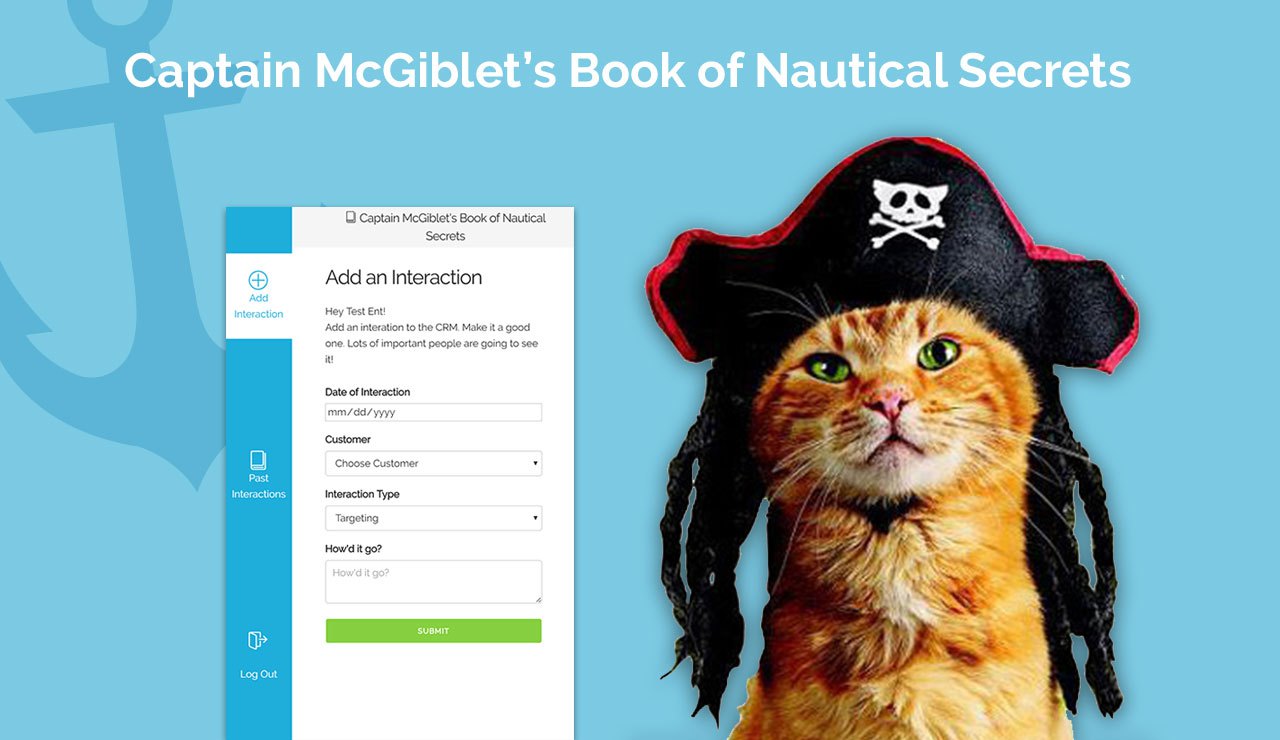 Captain McGiblet’s Book of Nautical Secrets
Captain McGiblet's Book of Nautical
Secrets
Add
Interaction
Past
Interactions
Log Out
Add an Interaction
Hey Test Ent!
Add an interation to the CRM. Make it a good
one. Lots of important people are going to see
it!
Date of Interaction
mm/dd/yyyy
Customer
Choose Customer
Interaction Type
Targeting
How'd it go?
How'd it go?
SUBMIT